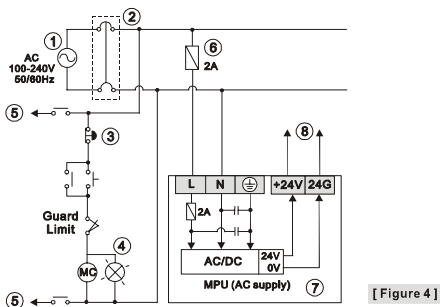 ①
②
AC
100-240V
50/60Hz
⑥
2A
⑤
③
⑧
L N +24V 24G
Guard
Limit
2A
④
MC
AC/DC
24V
0V
MPU (AC supply)
⑦
⑤
[ Figure 4 ]